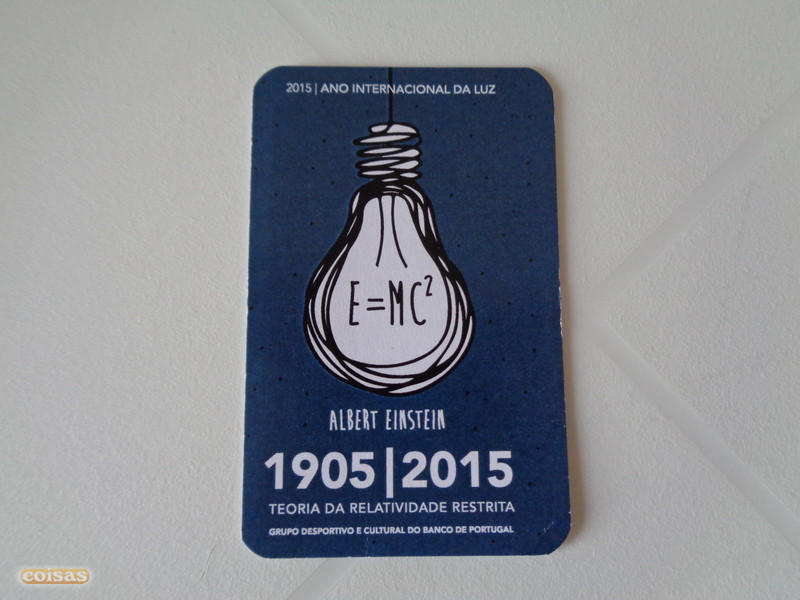 2015 | ANO INTERNACIONAL DA LUZ
E=MC²
ALBERT EINSTEIN
1905|2015
TEORIA DA RELATIVIDADE RESTRITA
GRUPO DESPORTIVO E CULTURAL DO BANCO DE PORTUGAL
coisas